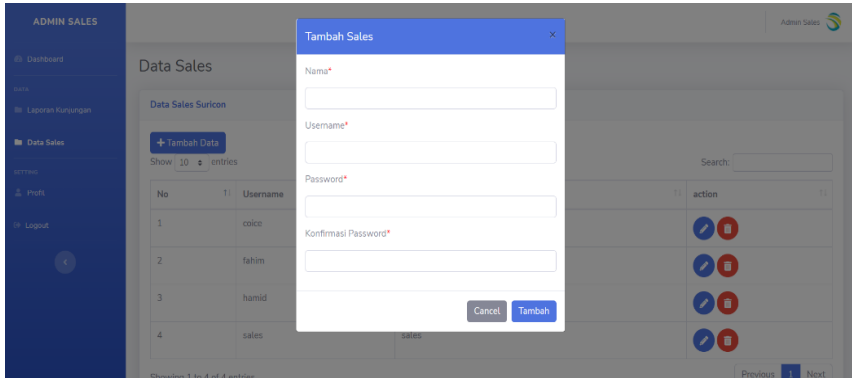 ADMIN SALES
Admin Sales
Tambah Sales ×
Dashboard
Data Sales
Nama*
DATA
Laporan Kunjungan
Data Sales Suricon
Username*
Data Sales
+ Tambah Data
Show 10 entries
Search:
SETTING
Password*
Profil
No Username action
Logout
1 coico
Konfirmasi Password*
2 fahim
3 hamid
Cancel Tambah
4 sales sales
Showing 1 to 4 of 4 entries
Previous 1 Next